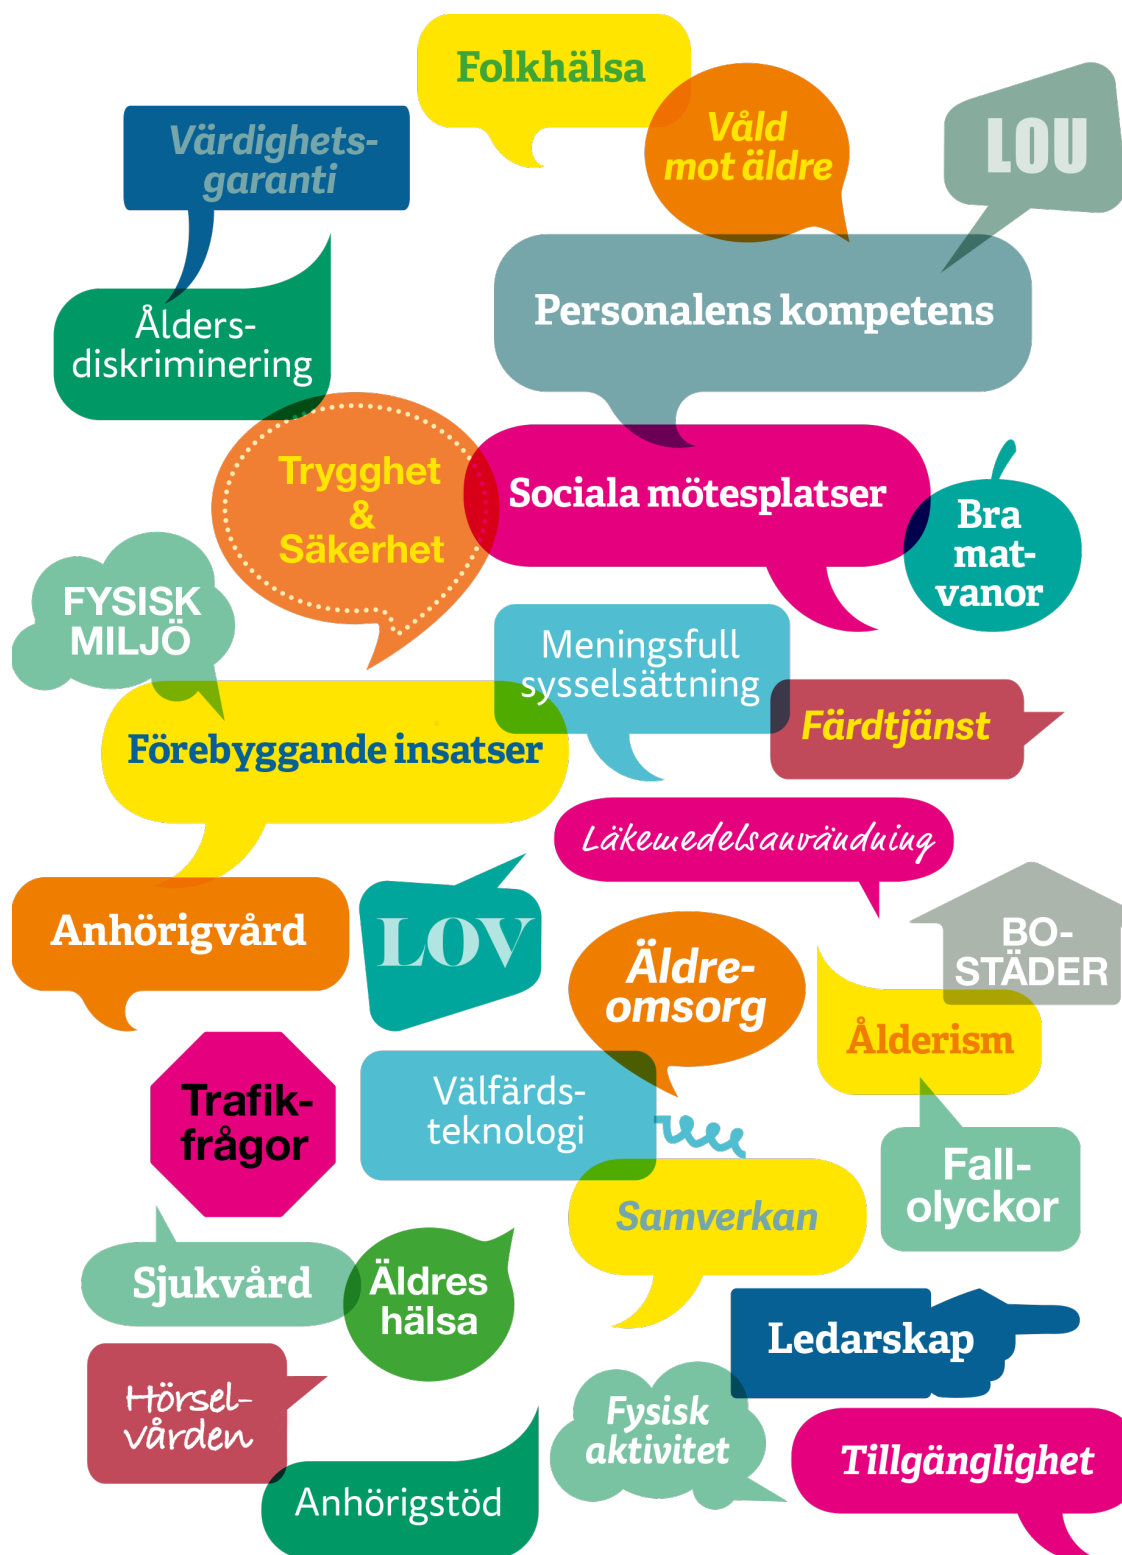 Folkhälsa
Våld
mot äldre
LOU
Värdighets-
garanti
Ålders-
diskriminering
Personalens kompetens
Trygghet
&
Säkerhet
Sociala mötesplatser
Bra
mat-
vanor
FYSISK
MILJÖ
Meningsfull
sysselsättning
Färdtjänst
Förebyggande insatser
Läkemedelsanvändning
Anhörigvård
LOV
Äldre-
omsorg
BO-
STÄDER
Ålderism
Trafik-
frågor
Välfärds-
teknologi
Fall-
olyckor
Samverkan
Sjukvård
Äldres
hälsa
Ledarskap
Hörsel-
vården
Fysisk
aktivitet
Tillgänglighet
Anhörigstöd